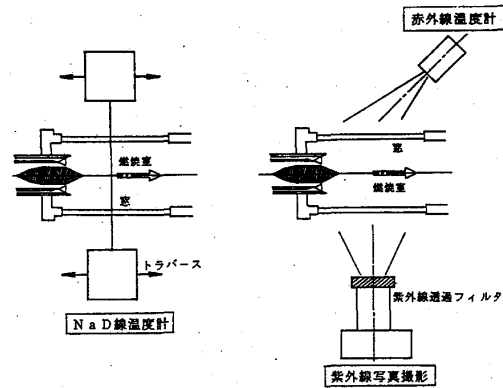 燃焼室
窓
トラバース
NaD線温度計
赤外線温度計
窓
燃焼室
紫外線透過フィルタ
紫外線写真撮影